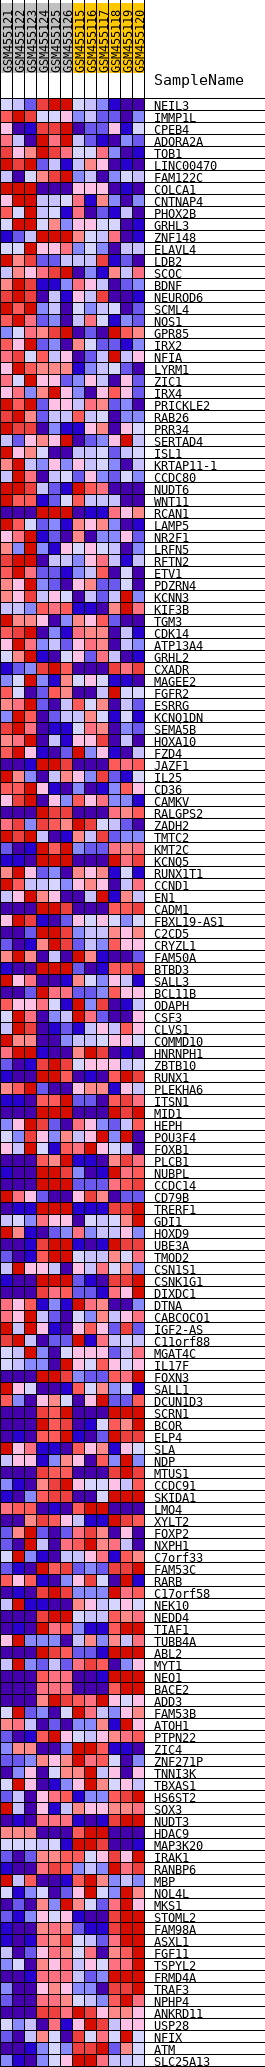 GSM455121
GSM455122
GSM455123
GSM455124
GSM455125
GSM455126
GSM455115
GSM455116
GSM455117
GSM455118
GSM455119
GSM455120
SampleName
NEIL3
IMMP1L
CPEB4
ADORA2A
TOB1
LINC00470
FAM122C
COLCA1
CNTNAP4
PHOX2B
GRHL3
ZNF148
ELAVL4
LDB2
SCOC
BDNF
NEUROD6
SCML4
NOS1
GPR85
IRX2
NFIA
LYRM1
ZIC1
IRX4
PRICKLE2
RAB26
PRR34
SERTAD4
ISL1
KRTAP11-1
CCDC80
NUDT6
WNT11
RCAN1
LAMP5
NR2F1
LRFN5
RFTN2
ETV1
PDZRN4
KCNN3
KIF3B
TGM3
CDK14
ATP13A4
GRHL2
CXADR
MAGEE2
FGFR2
ESRRG
KCNQ1DN
SEMA5B
HOXA10
FZD4
JAZF1
IL25
CD36
CAMKV
RALGPS2
ZADH2
TMTC2
KMT2C
KCNQ5
RUNX1T1
CCND1
EN1
CADM1
FBXL19-AS1
C2CD5
CRYZL1
FAM50A
BTBD3
SALL3
BCL11B
ODAPH
CSF3
CLVS1
COMMD10
HNRNPH1
ZBTB10
RUNX1
PLEKHA6
ITSN1
MID1
HEPH
POU3F4
FOXB1
PLCB1
NUBPL
CCDC14
CD79B
TRERF1
GDI1
HOXD9
UBE3A
TMOD2
CSN1S1
CSNK1G1
DIXDC1
DTNA
CABCOCO1
IGF2-AS
C11orf88
MGAT4C
IL17F
FOXN3
SALL1
DCUN1D3
SCRN1
BCOR
ELP4
SLA
NDP
MTUS1
CCDC91
SKIDA1
LMO4
XYLT2
FOXP2
NXPH1
C7orf33
FAM53C
RARB
C17orf58
NEK10
NEDD4
TIAF1
TUBB4A
ABL2
MYT1
NEO1
BACE2
ADD3
FAM53B
ATOH1
PTPN22
ZIC4
ZNF271P
TNNI3K
TBXAS1
HS6ST2
SOX3
NUDT3
HDAC9
MAP3K20
IRAK1
RANBP6
MBP
NOL4L
MKS1
STOML2
FAM98A
ASXL1
FGF11
TSPYL2
FRMD4A
TRAF3
NPHP4
ANKRD11
USP28
NFIX
ATM
SLC25A13